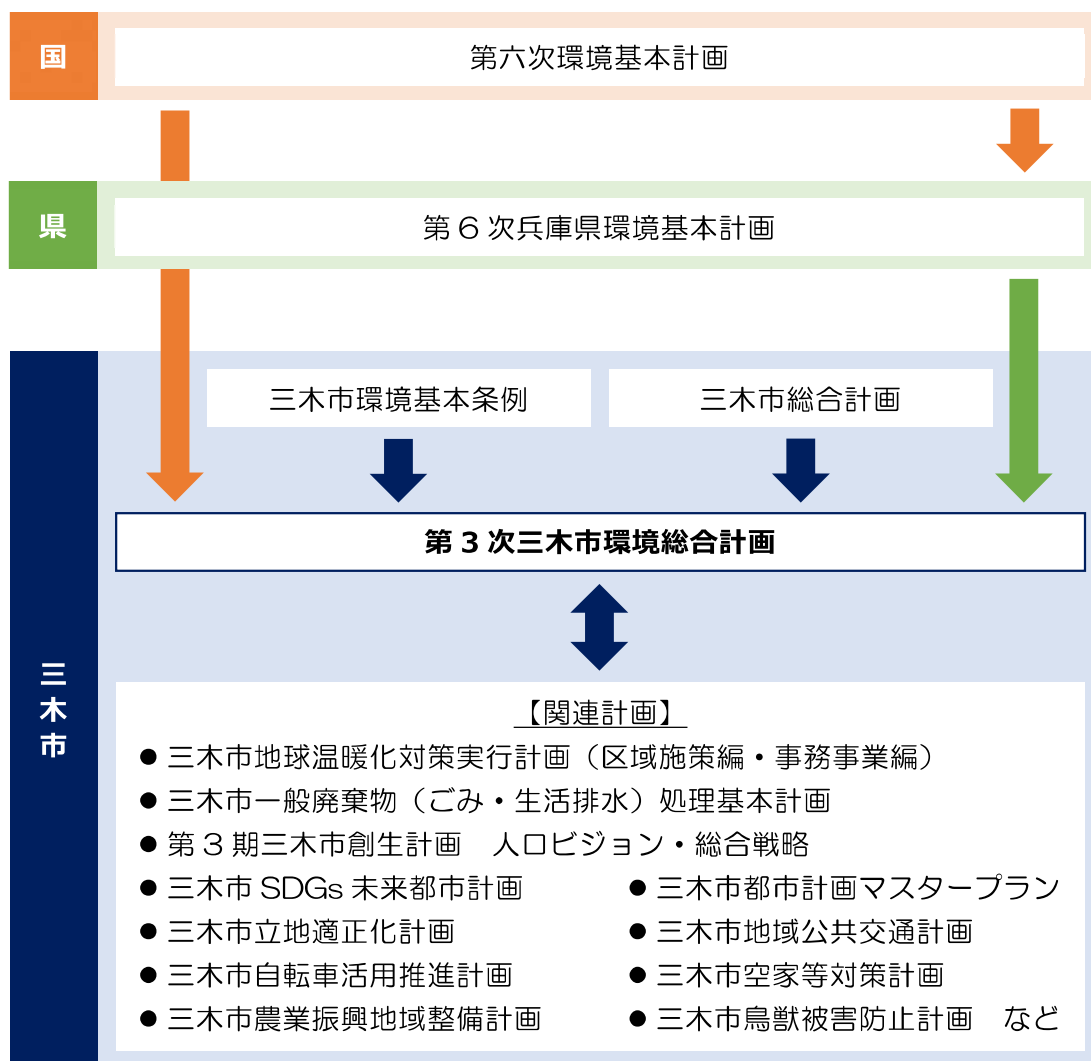 国
第六次環境基本計画
県
第6次兵庫県環境基本計画
三木市環境基本条例
三木市総合計画
第3次三木市環境総合計画
三木市
【関連計画】
● 三木市地球温暖化対策実行計画（区域施策編・事務事業編）
● 三木市一般廃棄物（ごみ・生活排水）処理基本計画
● 第3期三木市創生計画　人口ビジョン・総合戦略
● 三木市 SDGs 未来都市計画
● 三木市都市計画マスタープラン
● 三木市立地適正化計画
● 三木市地域公共交通計画
● 三木市自転車活用推進計画
● 三木市空家等対策計画
● 三木市農業振興地域整備計画
● 三木市鳥獣被害防止計画　など